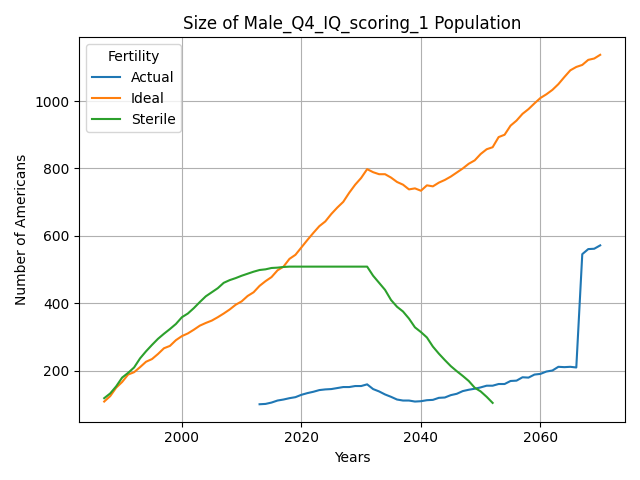 Size of Male_Q4_IQ_scoring_1 Population
Fertility
Actual
Ideal
Sterile
Number of Americans
1000
800
600
400
200
2000
2020
2040
2060
Years